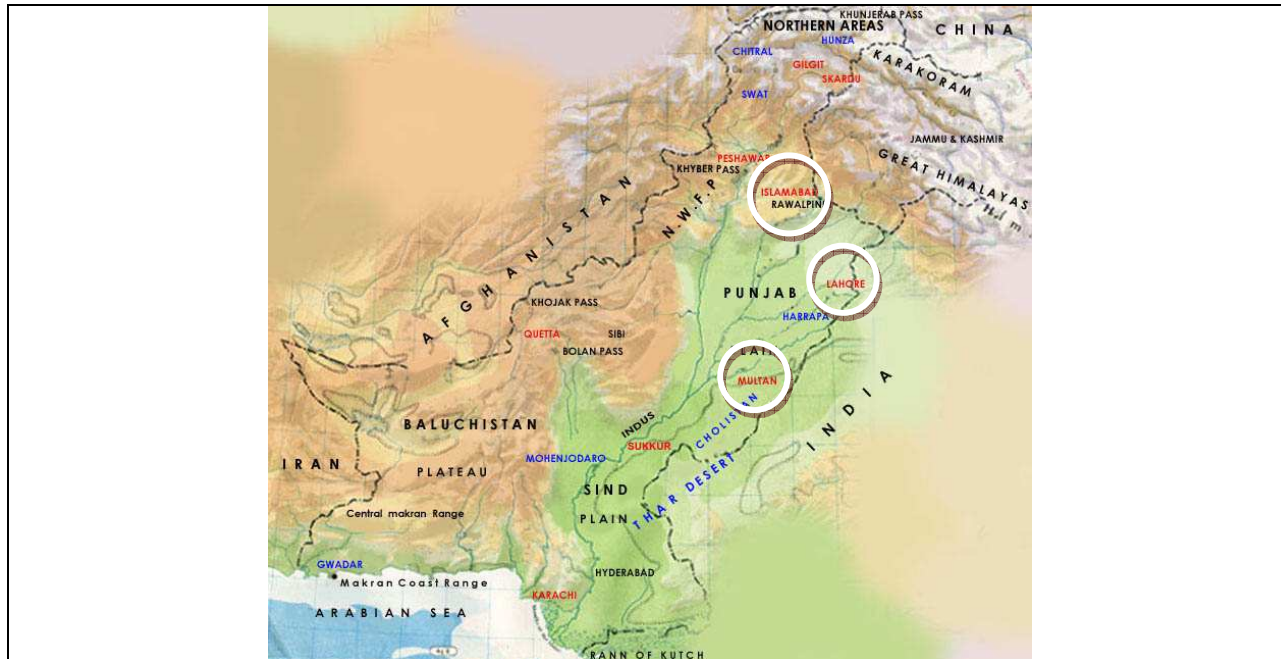 KHUNJERAB PASS
NORTHERN AREAS
CHINA
HUNZA
CHITRAL
GILGIT
KARAKORAM
SKARDU
SWAT
JAMMU & KASHMIR
PESHAWAR
GREAT HIMALAYAS
KHYBER PASS
ISLAMABAD
RAWALPIN
N.W.F.P
AFGHANISTAN
PUNJAB
LAHORE
KHOJAK PASS
HARRAPA
QUETTA
SIBI
BOLAN PASS
MULTAN
INDIA
CHOLISTAN
BALUCHISTAN
INDUS
SUKKUR
MOHENJODARO
IRAN
PLATEAU
THAR DESERT
SIND
PLAIN
Central makran Range
GWADAR
HYDERABAD
Makran Coast Range
KARACHI
ARABIAN SEA
RANN OF KUTCH